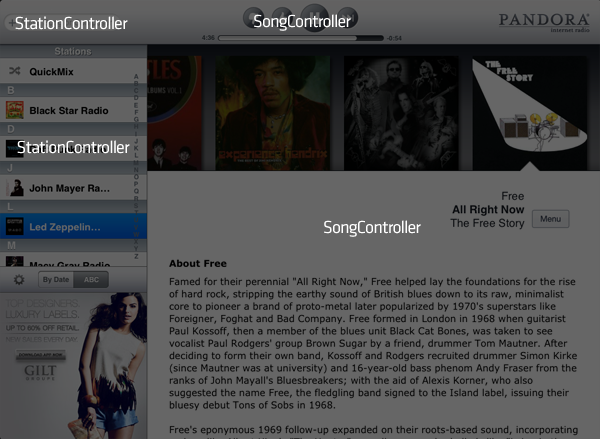 StationController
SongController
PANDORA
internet radio
4:36
-0:54
Stations
QuickMix
B
Black Star Radio
D
StationController
J
John Mayer Ra...
L
Led Zeppelin...
M
Macy Gray Radio
A
B
C
D
E
F
G
H
I
J
K
L
M
N
O
P
Q
R
S
T
U
V
W
X
Y
Z
By Date
ABC
TOP DESIGNERS.
LUXURY LABELS.
UP TO 60% OFF RETAIL.
NEW SALES EVERY DAY.
DOWNLOAD APP NOW
GILT
GROUPE
ALBUMS VOL.1
experience hendrix
THE
FREE
STORY
Free
All Right Now
The Free Story
Menu
SongController
About Free
Famed for their perennial "All Right Now," Free helped lay the foundations for the rise
of hard rock, stripping the earthy sound of British blues down to its raw, minimalist
core to pioneer a brand of proto-metal later popularized by 1970's superstars like
Foreigner, Foghat and Bad Company. Free formed in London in 1968 when guitarist
Paul Kossoff, then a member of the blues unit Black Cat Bones, was taken to see
vocalist Paul Rodgers' group Brown Sugar by a friend, drummer Tom Mautner. After
deciding to form their own band, Kossoff and Rodgers recruited drummer Simon Kirke
(since Mautner was at university) and 16-year-old bass phenom Andy Fraser from the
ranks of John Mayall's Bluesbreakers; with the aid of Alexis Korner, who also
suggested the name Free, the fledgling band signed to the Island label, issuing their
bluesy debut Tons of Sobs in 1968.
Free's eponymous 1969 follow-up expanded on their roots-based sound, incorporating